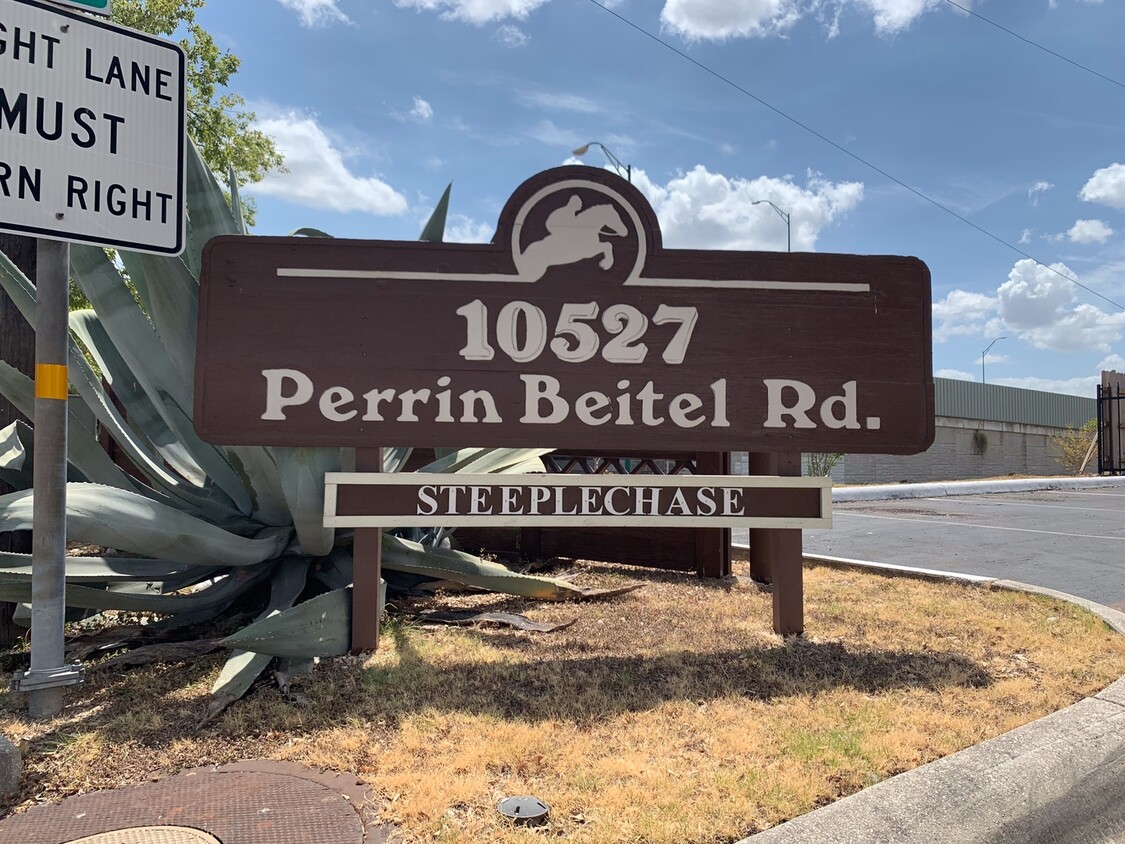 GHT LANE
MUST
RN RIGHT
10527
Perrin Beitel Rd.
STEEPLECHASE